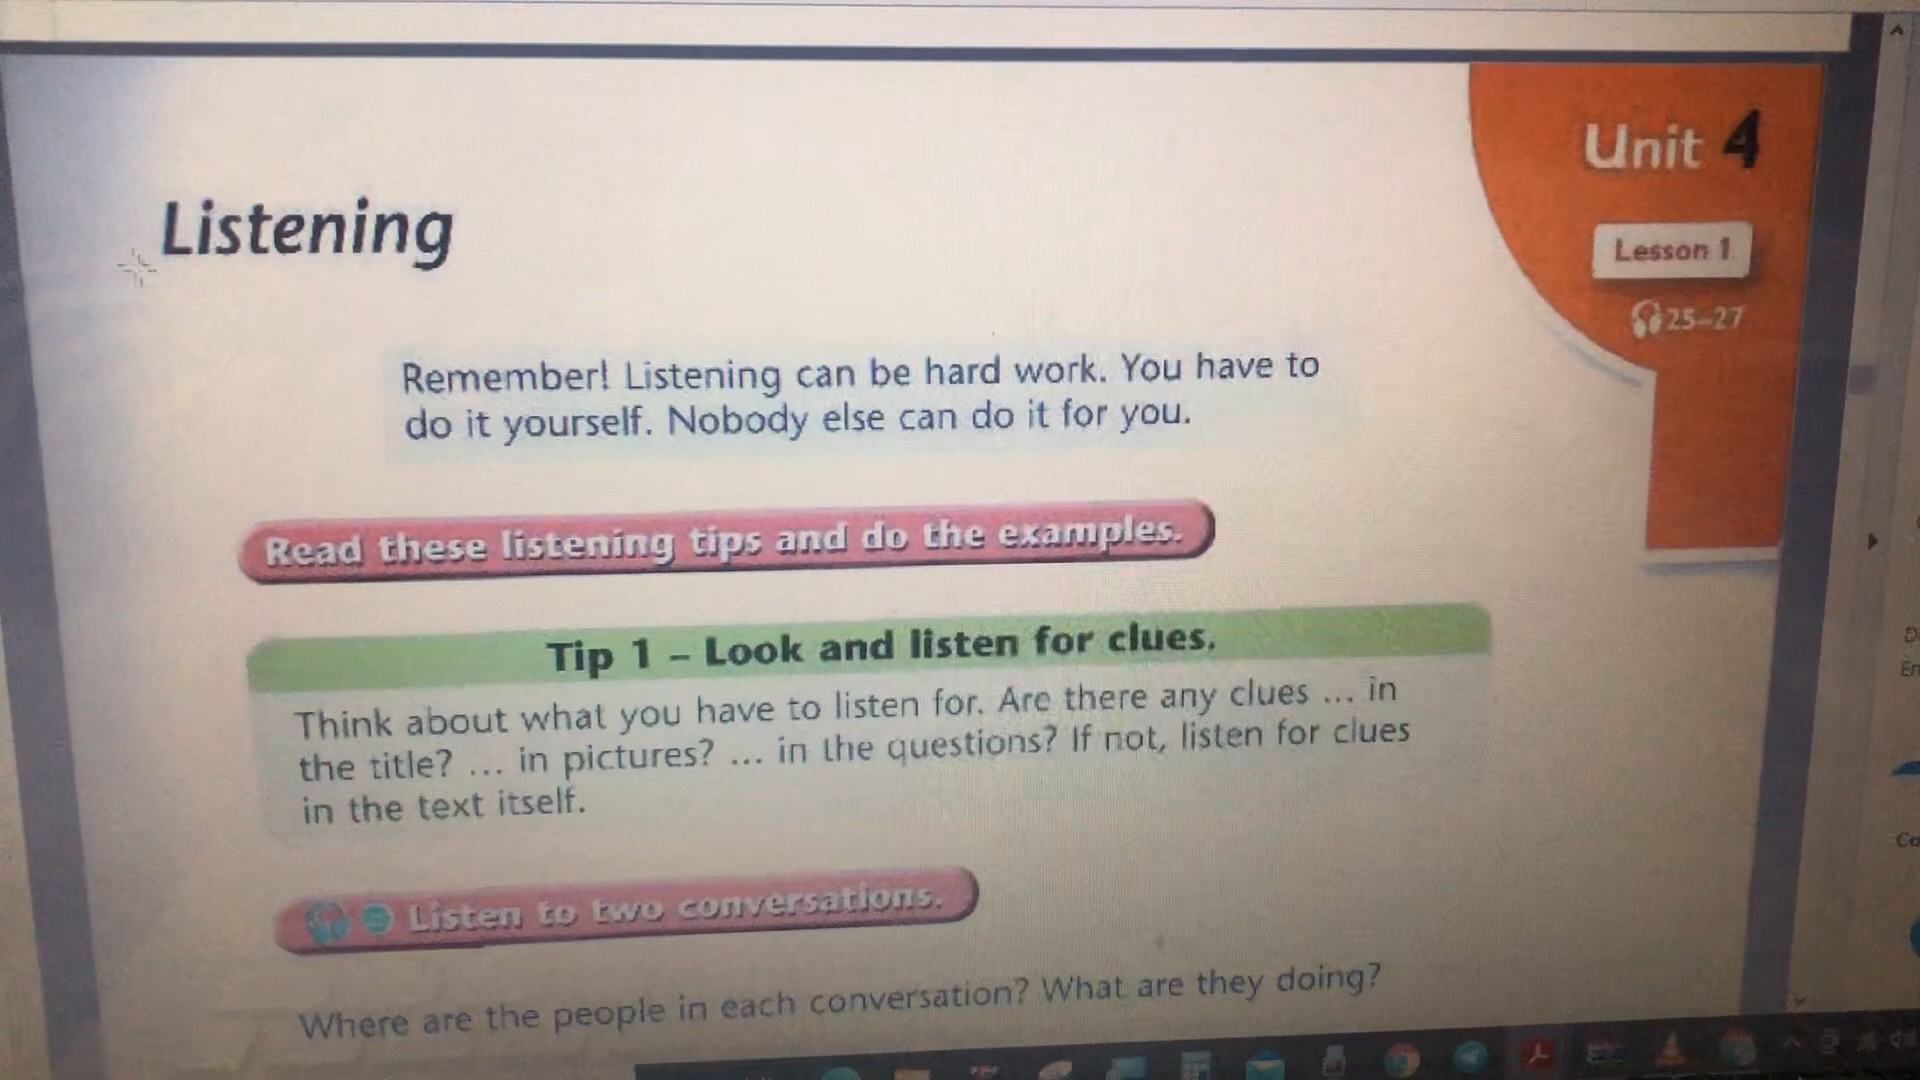 Unit 4
Lesson 1
25–27
Listening
Remember! Listening can be hard work. You have to
do it yourself. Nobody else can do it for you.
Read these listening tips and do the examples.
Tip 1 – Look and listen for clues.
Think about what you have to listen for. Are there any clues ... in
the title? ... in pictures? ... in the questions? If not, listen for clues
in the text itself.
Listen to two conversations.
Where are the people in each conversation? What are they doing?